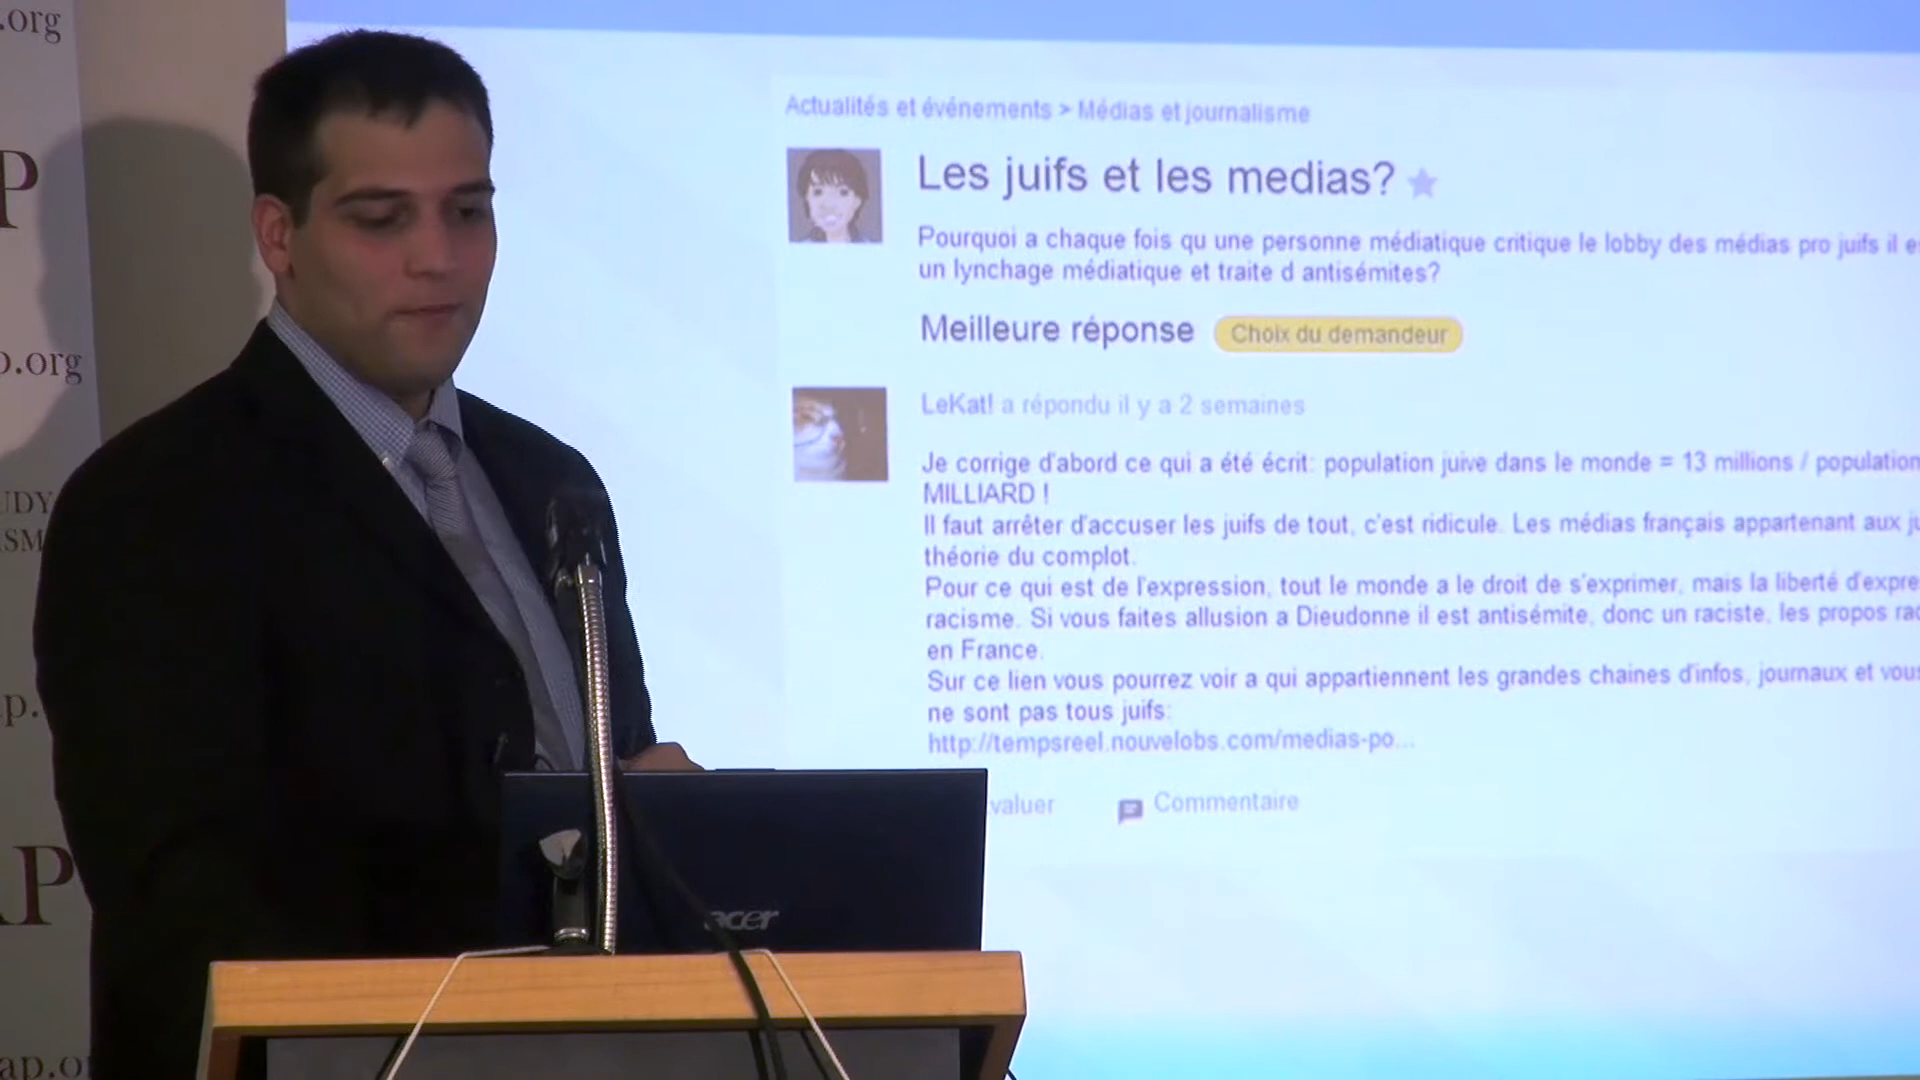 .org
P
p.org
UDY
ISM
p.
AP
ap.o
Actualités et événements > Médias et journalisme
Les juifs et les medias?
Pourquoi a chaque fois qu une personne médiatique critique le lobby des médias pro juifs il
un lynchage médiatique et traite d antisémites?
Meilleure réponse Choix du demandeur
LeKat! a répondu il y a 2 semaines
Je corrige d'abord ce qui a été écrit: population juive dans le monde = 13 millions / population
MILLIARD !
Il faut arrêter d'accuser les juifs de tout, c'est ridicule. Les médias français appartenant aux
théorie du complot.
Pour ce qui est de l'expression, tout le monde a le droit de s'exprimer, mais la liberté d'expre
racisme. Si vous faites allusion a Dieudonne il est antisémite, donc un raciste, les propos
en France.
Sur ce lien vous pourrez voir a qui appartiennent les grandes chaines d'infos, journaux et vous
ne sont pas tous juifs:
http://tempsreel.nouvelobs.com/medias-po...
valuer Commentaire
acer